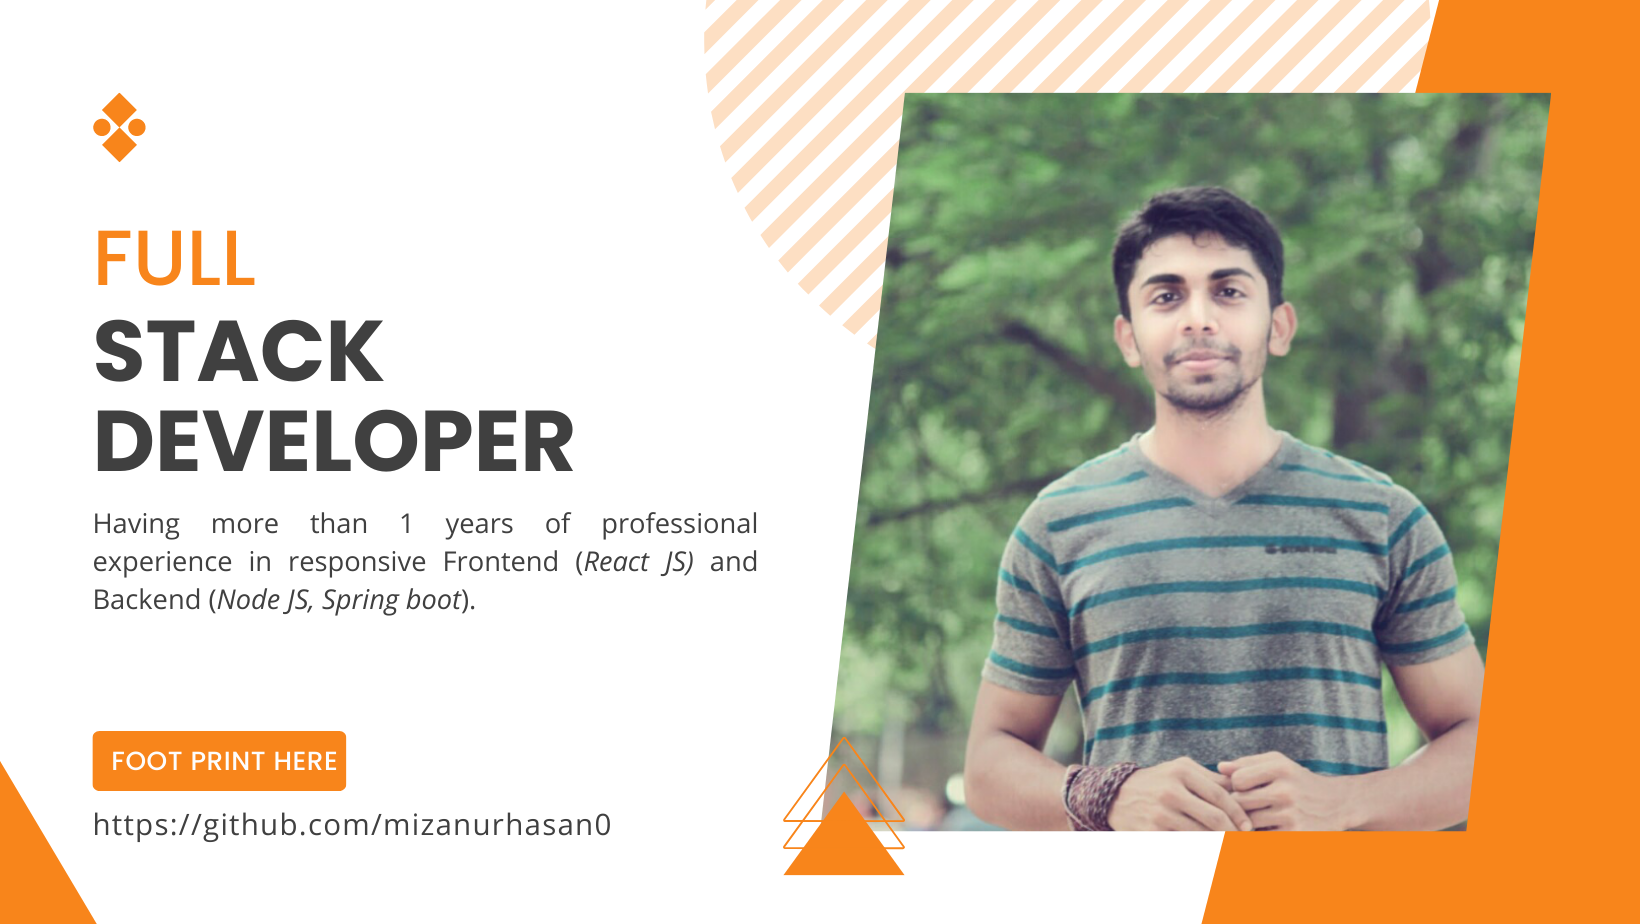 FULL
STACK
DEVELOPER
Having more than 1 years of professional
experience in responsive Frontend (React JS) and
Backend (Node JS, Spring boot).
FOOT PRINT HERE
https://github.com/mizanurhasan0